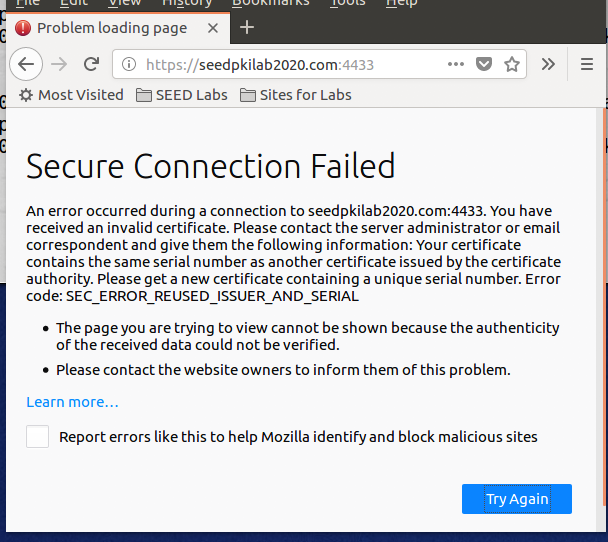 File Edit View History Bookmarks Tools Help
Problem loading page
https://seedpkilab2020.com:4433
Most Visited SEED Labs Sites for Labs
Secure Connection Failed
An error occurred during a connection to seedpkilab2020.com:4433. You have
received an invalid certificate. Please contact the server administrator or email
correspondent and give them the following information: Your certificate
contains the same serial number as another certificate issued by the certificate
authority. Please get a new certificate containing a unique serial number. Error
code: SEC_ERROR_REUSED_ISSUER_AND_SERIAL
• The page you are trying to view cannot be shown because the authenticity
of the received data could not be verified.
• Please contact the website owners to inform them of this problem.
Learn more…
Report errors like this to help Mozilla identify and block malicious sites
Try Again